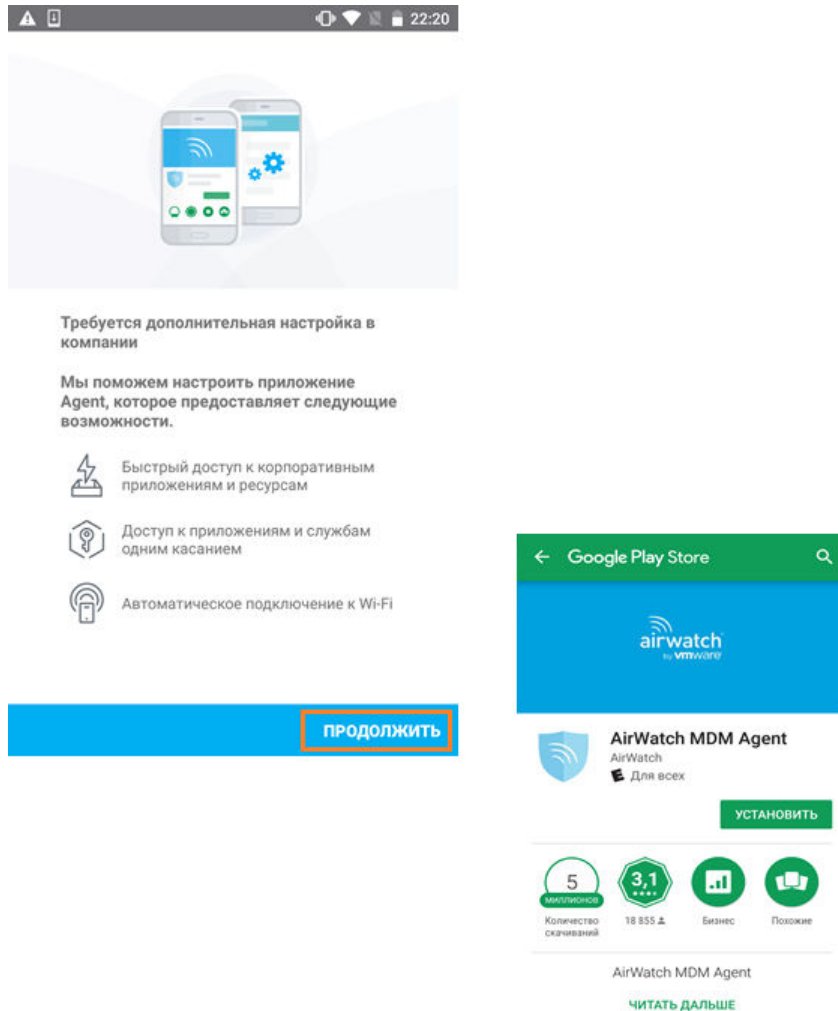 22:20
Требуется дополнительная настройка в
компании
Мы поможем настроить приложение
Agent, которое предоставляет следующие
возможности.
Быстрый доступ к корпоративным
приложениям и ресурсам
Доступ к приложениям и службам
одним касанием
Автоматическое подключение к Wi-Fi
ПРОДОЛЖИТЬ
Google Play Store
airwatch
by vmware
AirWatch MDM Agent
AirWatch
E Для всех
УСТАНОВИТЬ
5
МИЛЛИОНОВ
Количество
скачиваний
3,1
18 855
Бизнес
Похожие
AirWatch MDM Agent
ЧИТАТЬ ДАЛЬШЕ